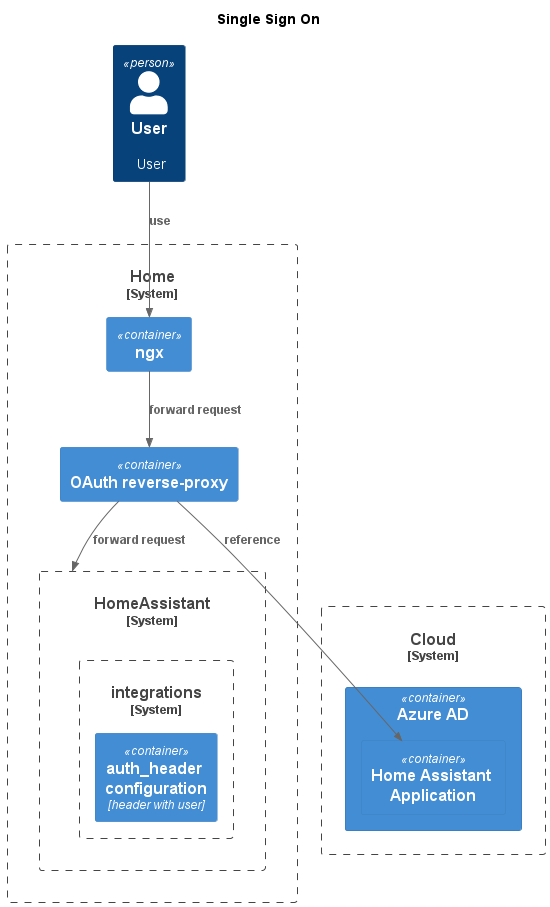 Single Sign On
«person»
User
User
use
Home
[System]
«container»
ngx
forward request
«container»
OAuth reverse-proxy
forward request
reference
HomeAssistant
[System]
integrations
[System]
«container»
auth_header
configuration
[header with user]
Cloud
[System]
«container»
Azure AD
«container»
Home Assistant
Application